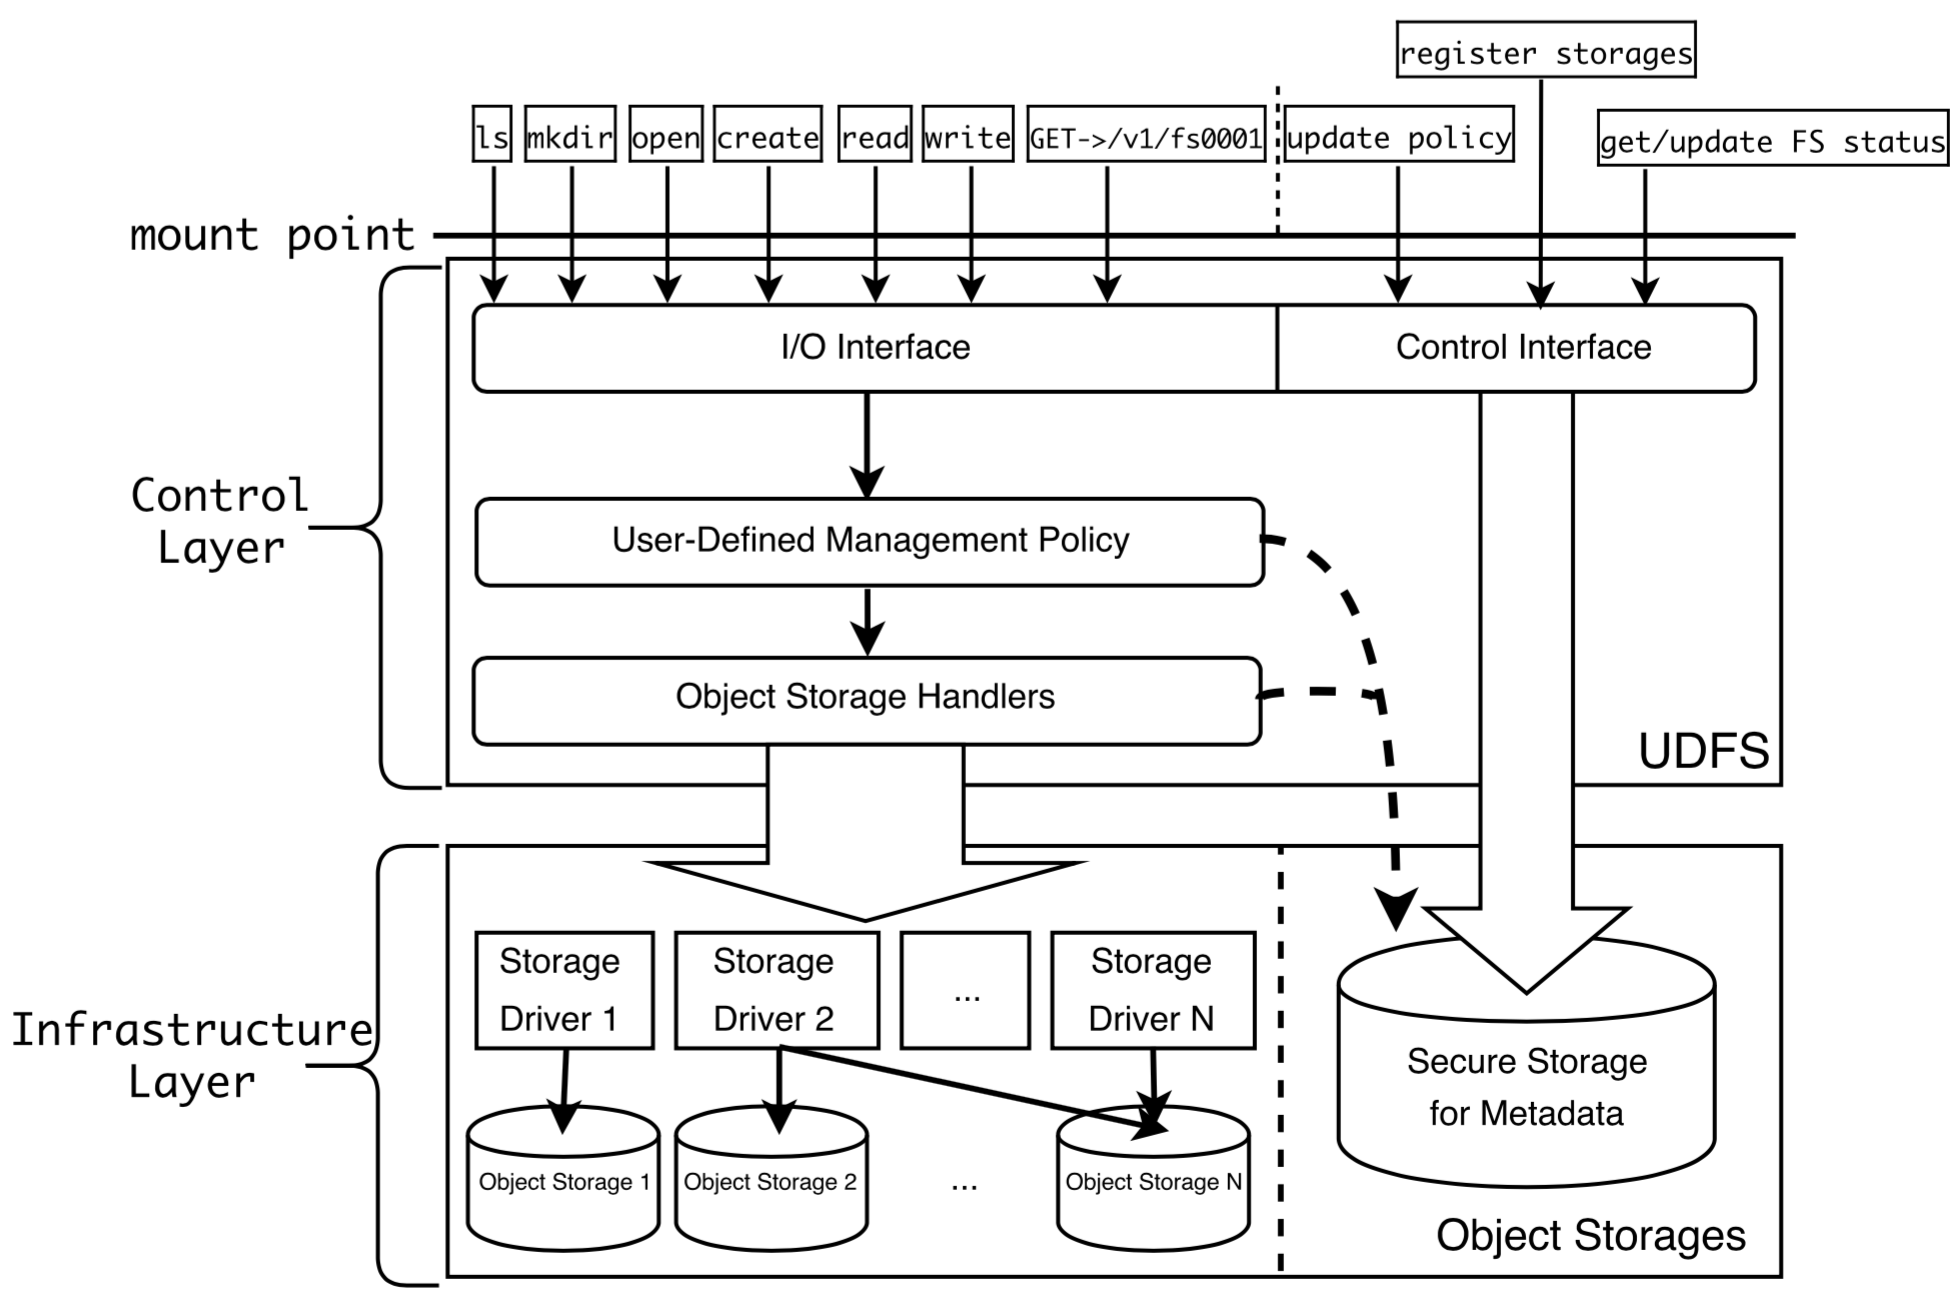 register storages
ls
mkdir
open
create
read
write
GET->/v1/fs0001
update policy
get/update FS status
mount point
I/O Interface
Control Interface
Control
Layer
User-Defined Management Policy
Object Storage Handlers
UDFS
Infrastructure
Layer
Storage
Driver 1
Storage
Driver 2
...
Storage
Driver N
Object Storage 1
Object Storage 2
...
Object Storage N
Secure Storage
for Metadata
Object Storages